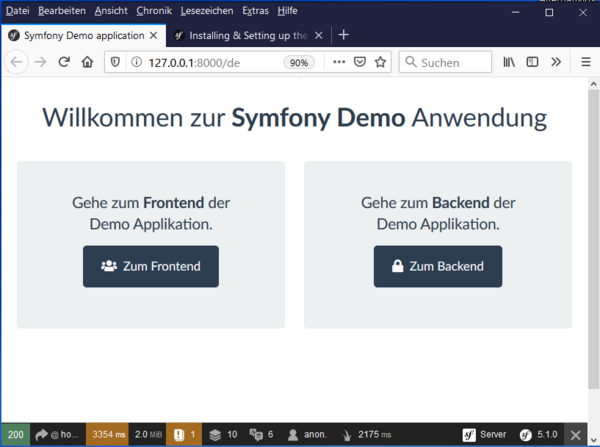 Datei Bearbeiten Ansicht Chronik Lesezeichen Extras Hilfe
Symfony Demo application
Installing & Setting up the
127.0.0.1:8000/de
90%
Suchen
Willkommen zur Symfony Demo Anwendung
Gehe zum Frontend der
Demo Applikation.
Zum Frontend
Gehe zum Backend der
Demo Applikation.
Zum Backend
200 @ ho... 3354 ms 2.0 MiB 1 10 6 anon. 2175 ms Server 5.1.0